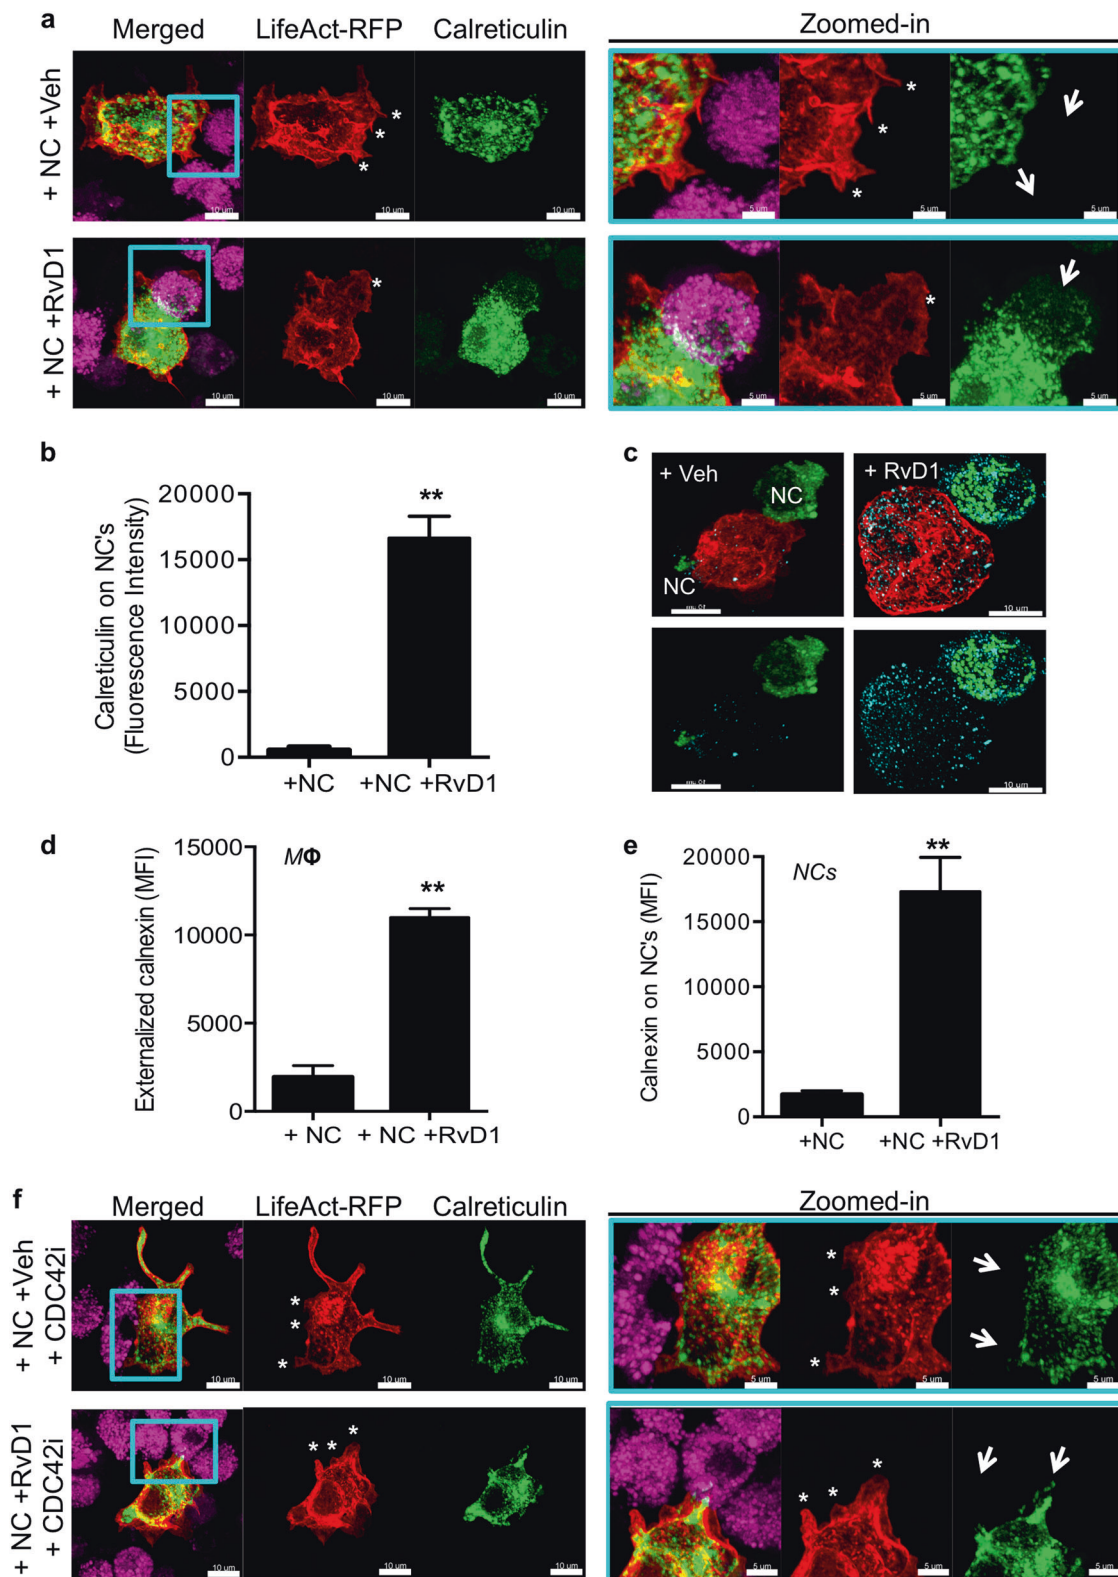 a
Merged
LifeAct-RFP
Calreticulin
Zoomed-in
+ NC +Veh
*
*
*
10 um
10 um
10 um
*
*
*
5 um
5 um
5 um
+ NC +RvD1
*
10 um
10 um
10 um
*
5 um
5 um
5 um
b
Calreticulin on NC's
(Fluorescence Intensity)
20000
15000
10000
5000
0
**
+NC
+NC +RvD1
c
+ Veh
NC
NC
+ RvD1
10 um
10 um
d
Externalized calnexin (MFI)
15000
10000
5000
0
MΦ
**
+ NC
+ NC +RvD1
e
Calnexin on NC's (MFI)
20000
15000
10000
5000
0
NCs
**
+NC
+NC +RvD1
f
Merged
LifeAct-RFP
Calreticulin
Zoomed-in
+ NC +Veh
+ CDC42i
*
*
*
10 um
10 um
10 um
*
*
*
5 um
5 um
5 um
+ NC +RvD1
+ CDC42i
* * *
10 um
10 um
10 um
* * *
5 um
5 um
5 um